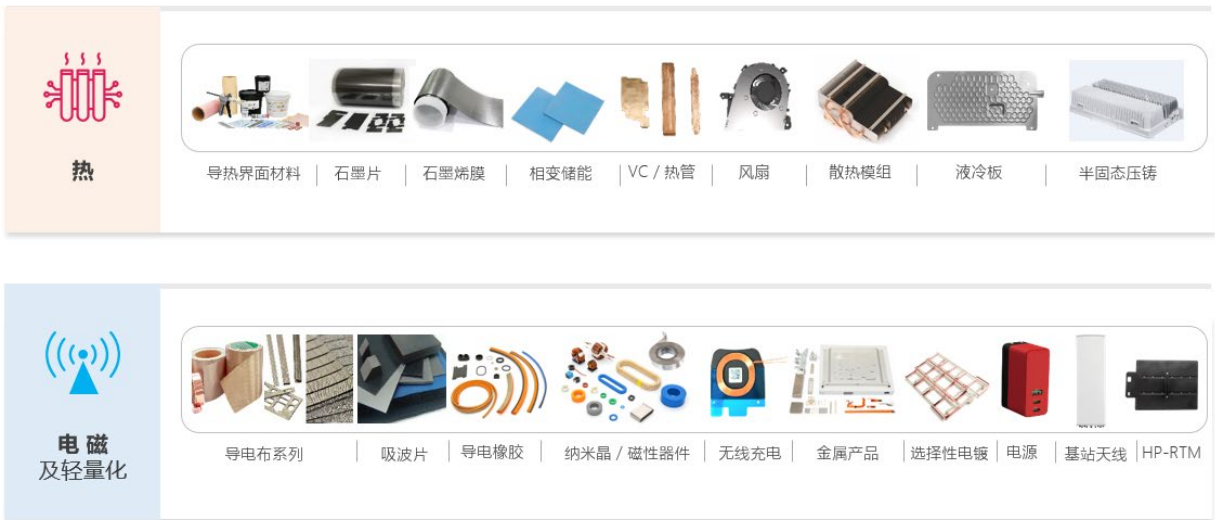 热
导热界面材料 | 石墨片 | 石墨烯膜 | 相变储能 | VC / 热管 | 风扇 | 散热模组 | 液冷板 | 半固态压铸
电磁
及轻量化
导电布系列 | 吸波片 | 导电橡胶 | 纳米晶 / 磁性器件 | 无线充电 | 金属产品 | 选择性电镀 | 电源 | 基站天线 | HP-RTM